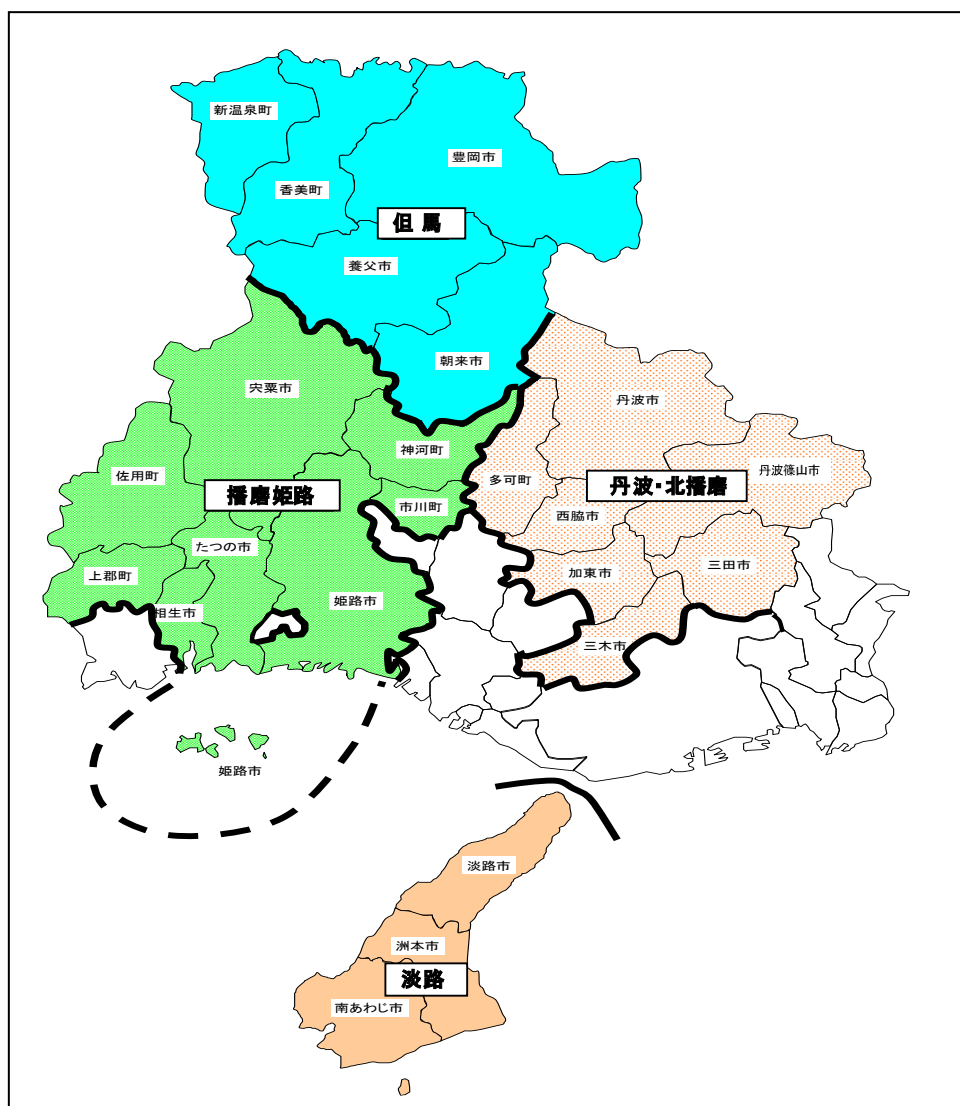 新温泉町
豊岡市
香美町
但馬
養父市
朝来市
宍粟市
丹波市
神河町
丹波篠山市
佐用町
多可町
丹波・北播磨
播磨姫路
市川町
西脇市
たつの市
三田市
上郡町
加東市
姫路市
相生市
三木市
姫路市
淡路市
洲本市
淡路
南あわじ市